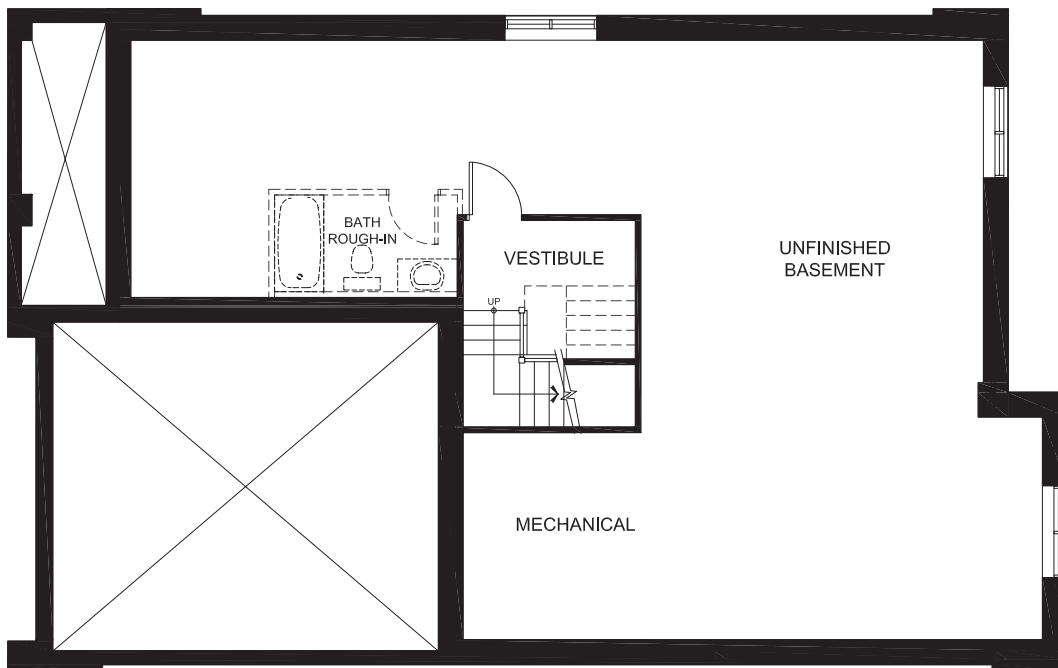 BATH
ROUGH-IN
VESTIBULE
UNFINISHED
BASEMENT
UP
MECHANICAL